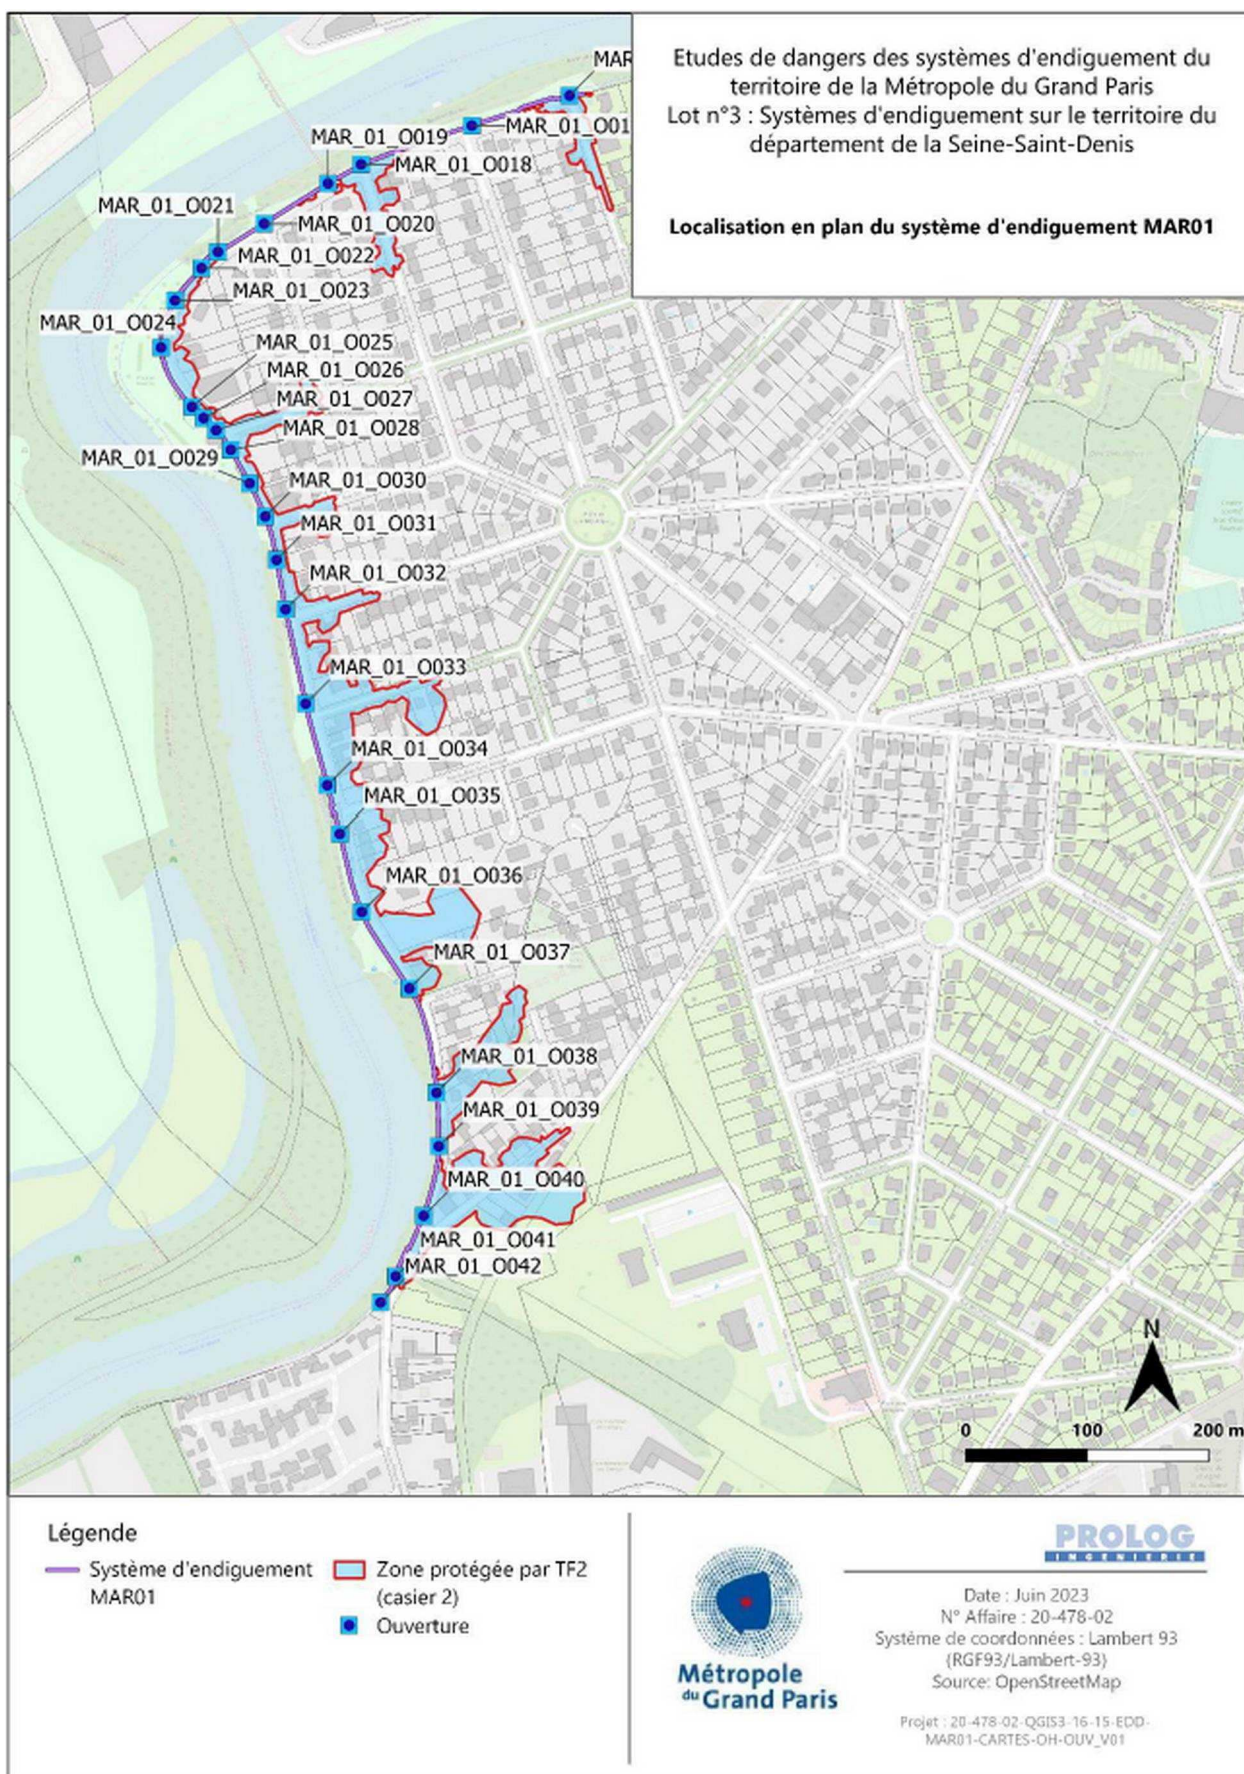 Etudes de dangers des systèmes d'endiguement du
territoire de la Métropole du Grand Paris
Lot n°3 : Systèmes d'endiguement sur le territoire du
département de la Seine-Saint-Denis
Localisation en plan du système d'endiguement MAR01
MAR
MAR_01_O01
MAR_01_O019
MAR_01_O018
MAR_01_O021
MAR_01_O020
MAR_01_O022
MAR_01_O023
MAR_01_O024
MAR_01_O025
MAR_01_O026
MAR_01_O027
MAR_01_O028
MAR_01_O029
MAR_01_O030
MAR_01_O031
MAR_01_O032
MAR_01_O033
MAR_01_O034
MAR_01_O035
MAR_01_O036
MAR_01_O037
MAR_01_O038
MAR_01_O039
MAR_01_O040
MAR_01_O041
MAR_01_O042
N
0 100 200 m
Légende
Système d'endiguement
MAR01
Zone protégée par TF2
(casier 2)
Ouverture
Métropole
du Grand Paris
PROLOG
INGENIERIE
Date : Juin 2023
N° Affaire : 20-478-02
Système de coordonnées : Lambert 93
(RGF93/Lambert-93)
Source: OpenStreetMap
Projet : 20-478-02-QGIS3-16-15-EDD-
MAR01-CARTES-OH-OUV_V01